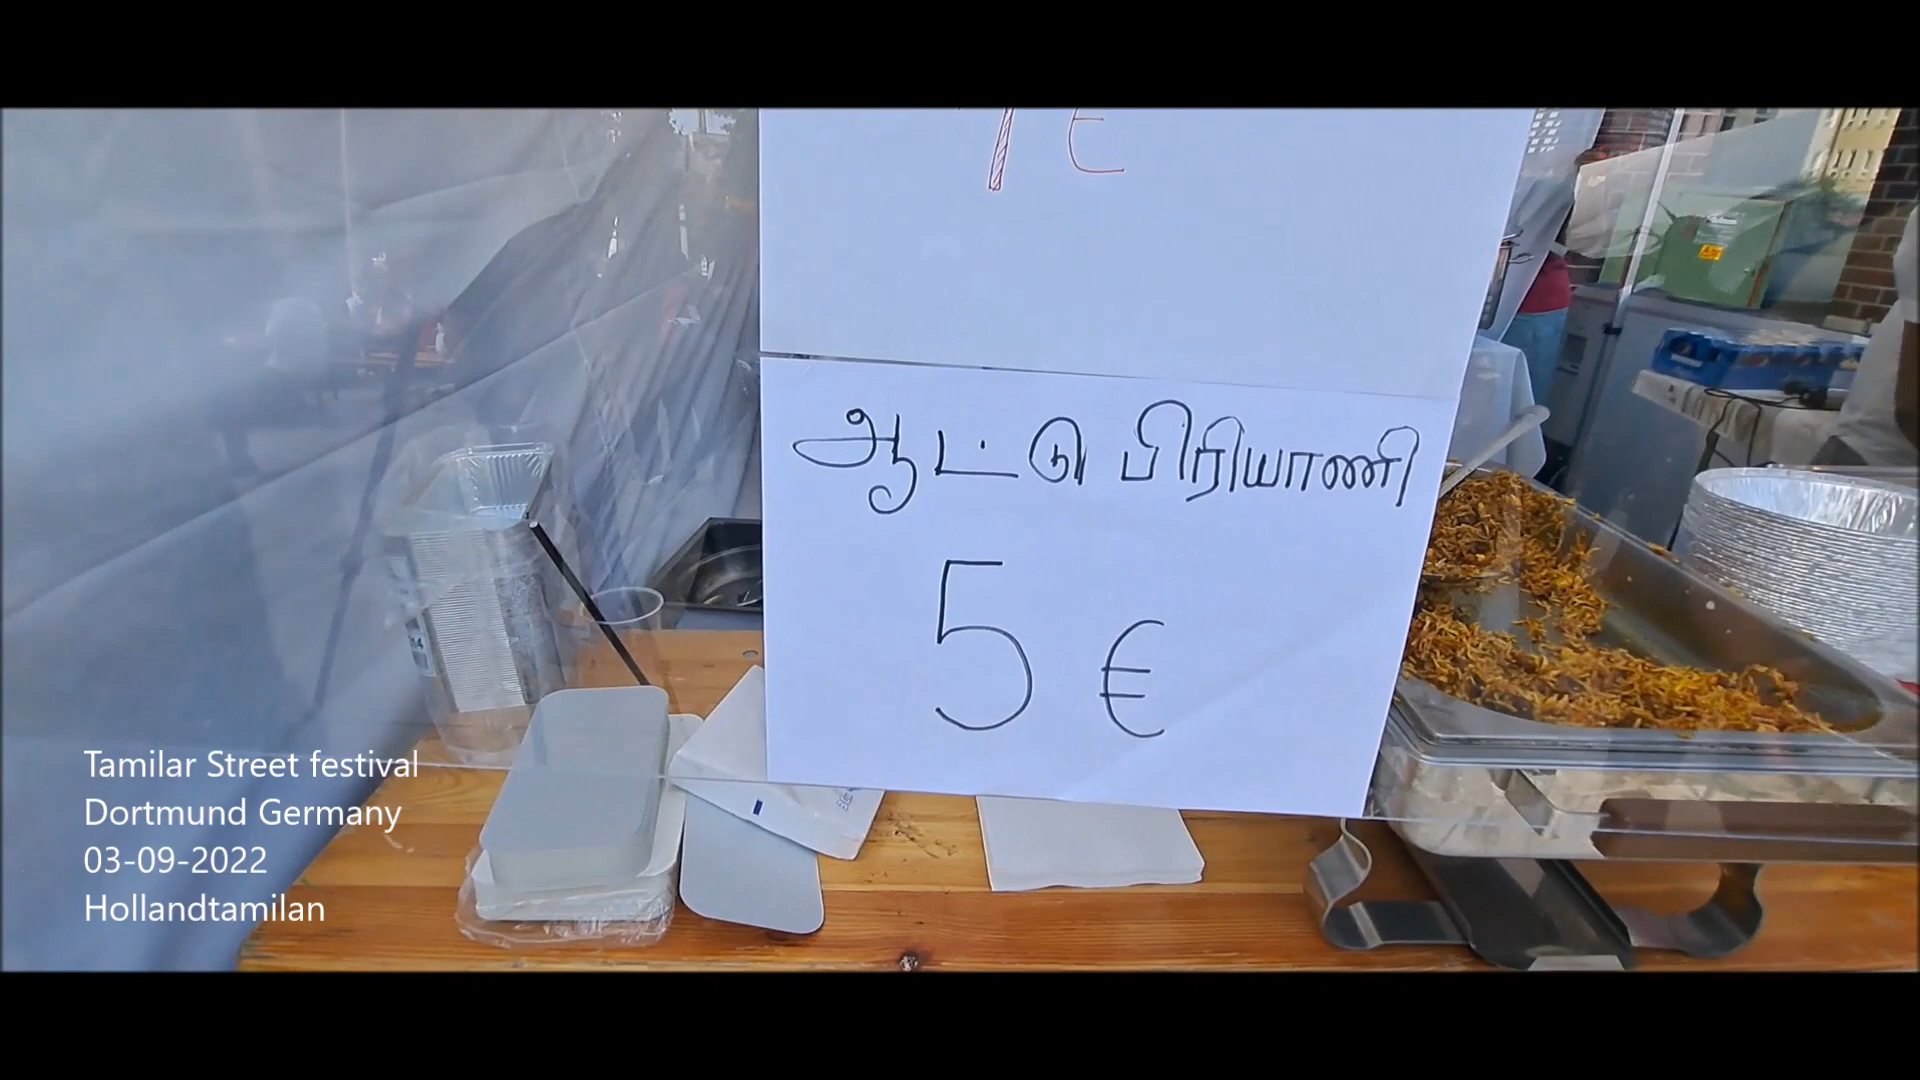 ஆட்டு பிரியாணி
5 €
Tamilar Street festival
Dortmund Germany
03-09-2022
Hollandtamilan